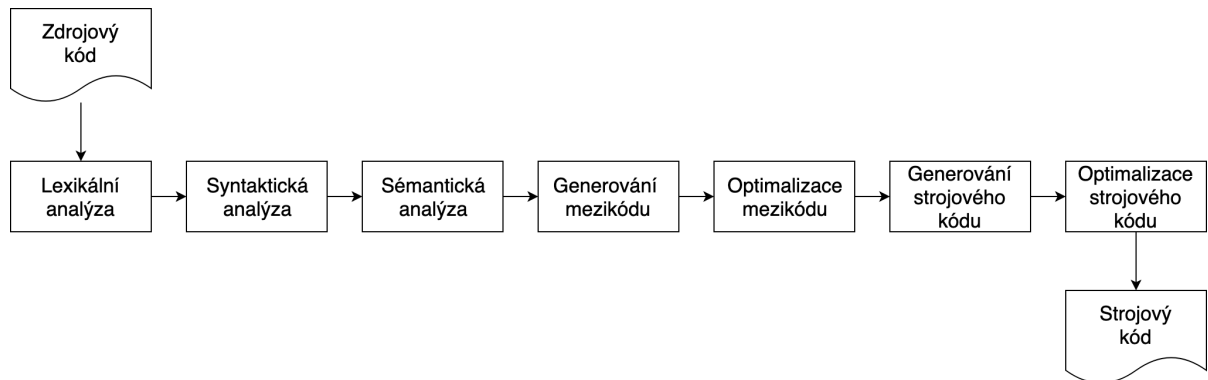 Zdrojový
kód
Lexikální
analýza
Syntaktická
analýza
Sémantická
analýza
Generování
mezikódu
Optimalizace
mezikódu
Generování
strojového
kódu
Optimalizace
strojového
kódu
Strojový
kód